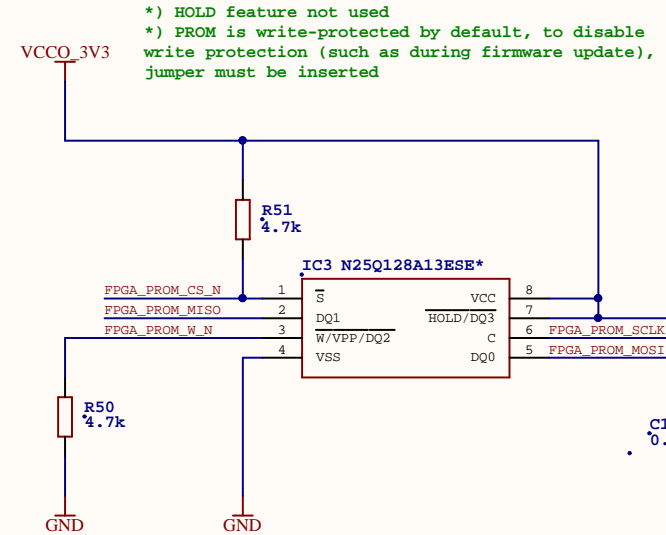 *) HOLD feature not used
*) PROM is write-protected by default, to disable
write protection (such as during firmware update),
jumper must be inserted
VCCO_3V3
R51
4.7k
IC3 N25Q128A13ESE*
FPGA_PROM_CS_N 1 S VCC 8
FPGA_PROM_MISO 2 DQ1 HOLD/DQ3 7
FPGA_PROM_W_N 3 W/VPP/DQ2 C 6 FPGA_PROM_SCLK
4 VSS DQ0 5 FPGA_PROM_MOSI
R50
4.7k
C1
0.
GND GND